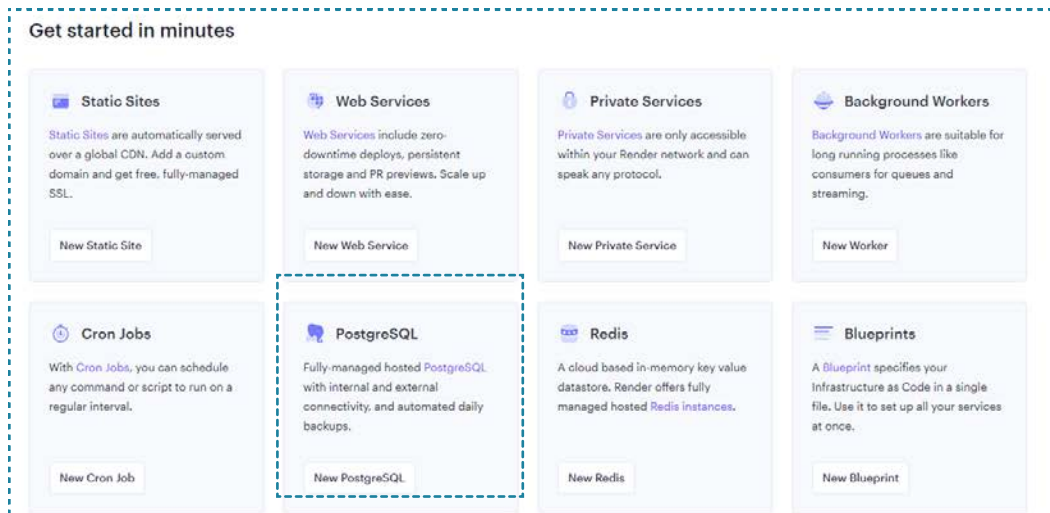 Get started in minutes
Static Sites
Static Sites are automatically served
over a global CDN. Add a custom
domain and get free, fully-managed
SSL.
New Static Site
Web Services
Web Services include zero-
downtime deploys, persistent
storage and PR previews. Scale up
and down with ease.
New Web Service
Private Services
Private Services are only accessible
within your Render network and can
speak any protocol.
New Private Service
Background Workers
Background Workers are suitable for
long running processes like
consumers for queues and
streaming.
New Worker
Cron Jobs
With Cron Jobs, you can schedule
any command or script to run on a
regular interval.
New Cron Job
PostgreSQL
Fully-managed hosted PostgreSQL
with internal and external
connectivity, and automated daily
backups.
New PostgreSQL
Redis
A cloud based in-memory key value
datastore. Render offers fully
managed hosted Redis instances.
New Redis
Blueprints
A Blueprint specifies your
Infrastructure as Code in a single
file. Use it to set up all your services
at once.
New Blueprint